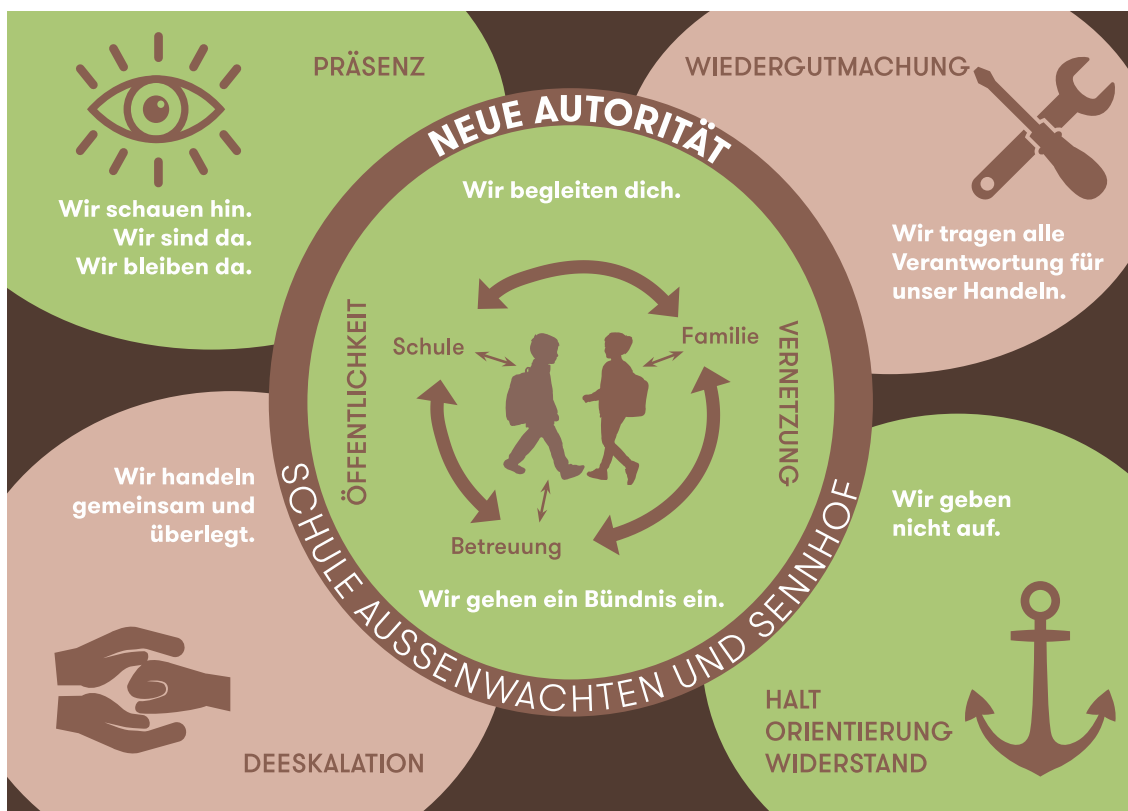 PRÄSENZ
Wir schauen hin.
Wir sind da.
Wir bleiben da.
WIEDERGUTMACHUNG
Wir tragen alle
Verantwortung für
unser Handeln.
NEUE AUTORITÄT
Wir begleiten dich.
ÖFFENTLICHKEIT
Schule
Familie
VERNETZUNG
Betreuung
Wir gehen ein Bündnis ein.
SCHULE AUSSENWACHTEN UND SENNHOF
Wir handeln
gemeinsam und
überlegt.
DEESKALATION
Wir geben
nicht auf.
HALT
ORIENTIERUNG
WIDERSTAND